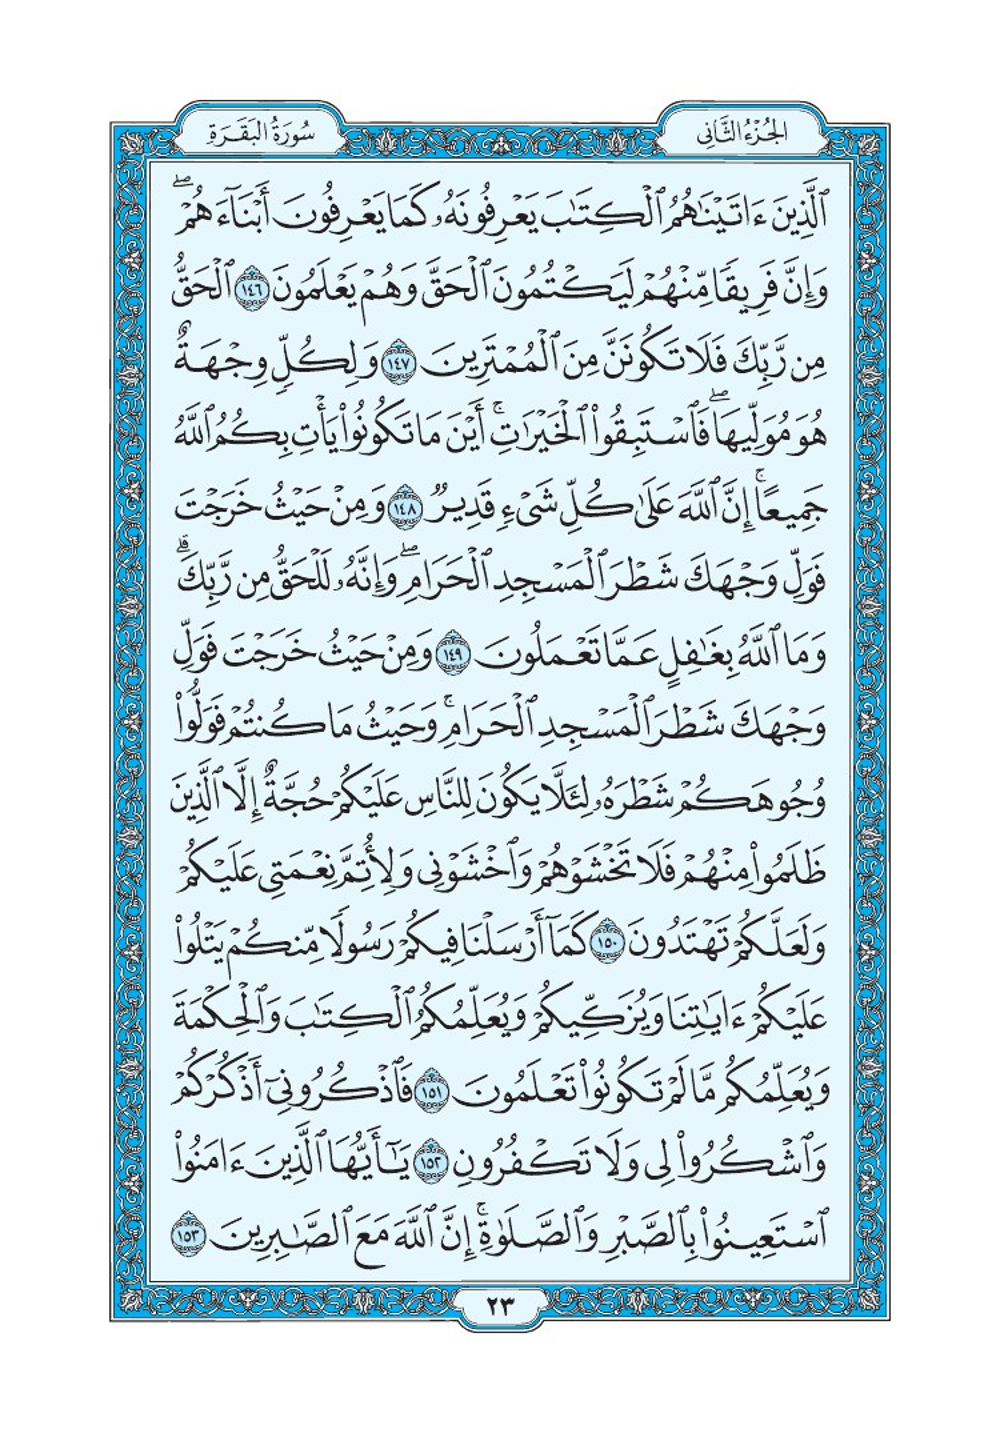 الجُزْءُ الثَّانِى
سُورَةُ البَقَرَةِ
ٱلَّذِينَ ءَاتَيْنَٰهُمُ ٱلْكِتَٰبَ يَعْرِفُونَهُۥ كَمَا يَعْرِفُونَ أَبْنَآءَهُمْۖ
وَإِنَّ فَرِيقًا مِّنْهُمْ لَيَكْتُمُونَ ٱلْحَقَّ وَهُمْ يَعْلَمُونَ ١٤٦ ٱلْحَقُّ
مِن رَّبِّكَ فَلَا تَكُونَنَّ مِنَ ٱلْمُمْتَرِينَ ١٤٧ وَلِكُلٍّ وِجْهَةٌ
هُوَ مُوَلِّيهَاۖ فَٱسْتَبِقُوا۟ ٱلْخَيْرَٰتِۚ أَيْنَ مَا تَكُونُوا۟ يَأْتِ بِكُمُ ٱللَّهُ
جَمِيعًاۚ إِنَّ ٱللَّهَ عَلَىٰ كُلِّ شَىْءٍ قَدِيرٌ ١٤٨ وَمِنْ حَيْثُ خَرَجْتَ
فَوَلِّ وَجْهَكَ شَطْرَ ٱلْمَسْجِدِ ٱلْحَرَامِۖ وَإِنَّهُۥ لَلْحَقُّ مِن رَّبِّكَۗ
وَمَا ٱللَّهُ بِغَٰفِلٍ عَمَّا تَعْمَلُونَ ١٤٩ وَمِنْ حَيْثُ خَرَجْتَ فَوَلِّ
وَجْهَكَ شَطْرَ ٱلْمَسْجِدِ ٱلْحَرَامِۚ وَحَيْثُ مَا كُنتُمْ فَوَلُّوا۟
وُجُوهَكُمْ شَطْرَهُۥ لِئَلَّا يَكُونَ لِلنَّاسِ عَلَيْكُمْ حُجَّةٌ إِلَّا ٱلَّذِينَ
ظَلَمُوا۟ مِنْهُمْ فَلَا تَخْشَوْهُمْ وَٱخْشَوْنِى وَلِأُتِمَّ نِعْمَتِى عَلَيْكُمْ
وَلَعَلَّكُمْ تَهْتَدُونَ ١٥٠ كَمَآ أَرْسَلْنَا فِيكُمْ رَسُولًا مِّنكُمْ يَتْلُوا۟
عَلَيْكُمْ ءَايَٰتِنَا وَيُزَكِّيكُمْ وَيُعَلِّمُكُمُ ٱلْكِتَٰبَ وَٱلْحِكْمَةَ
وَيُعَلِّمُكُم مَّا لَمْ تَكُونُوا۟ تَعْلَمُونَ ١٥١ فَٱذْكُرُونِىٓ أَذْكُرْكُمْ
وَٱشْكُرُوا۟ لِى وَلَا تَكْفُرُونِ ١٥٢ يَٰٓأَيُّهَا ٱلَّذِينَ ءَامَنُوا۟
ٱسْتَعِينُوا۟ بِٱلصَّبْرِ وَٱلصَّلَوٰةِۚ إِنَّ ٱللَّهَ مَعَ ٱلصَّٰبِرِينَ ١٥٣
٢٣